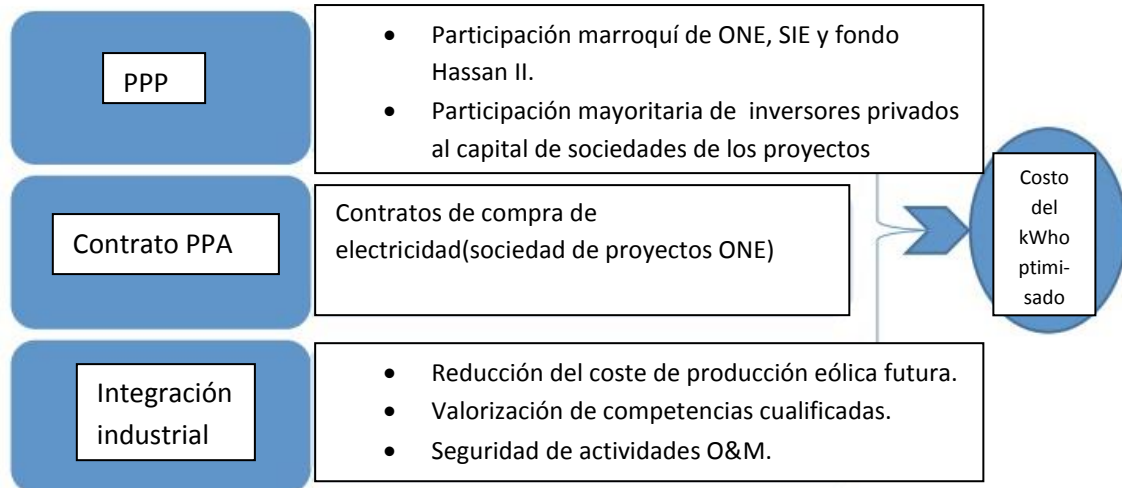 PPP
• Participación marroquí de ONE, SIE y fondo
Hassan II.
• Participación mayoritaria de inversores privados
al capital de sociedades de los proyectos
Contrato PPA
Contratos de compra de
electricidad(sociedad de proyectos ONE)
Integración
industrial
• Reducción del coste de producción eólica futura.
• Valorización de competencias cualificadas.
• Seguridad de actividades O&M.
Costo
del
kWho
ptimi-
sado